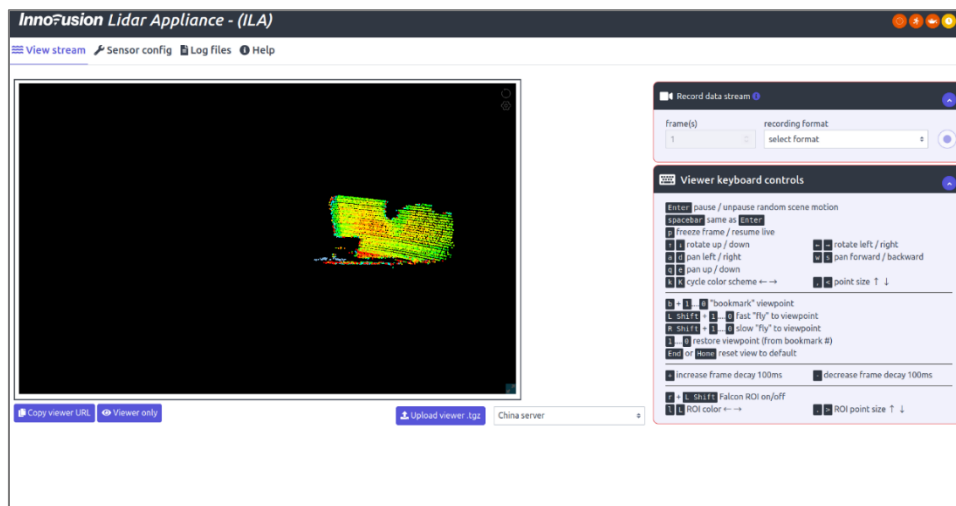 Innofusion Lidar Appliance - (ILA)
View stream Sensor config Log files Help
Record data stream
frame(s) recording format
1 select format
Viewer keyboard controls
Enter pause / unpause random scene motion
spacebar same as Enter
p freeze frame / resume live
↑ ↓ rotate up / down ← → rotate left / right
a d pan left / right w s pan forward / backward
q e pan up / down
k K cycle color scheme ← → , < point size ↑ ↓
b + 1...0 "bookmark" viewpoint
L Shift + 1...0 fast "fly" to viewpoint
R Shift + 1...0 slow "fly" to viewpoint
1...0 restore viewpoint (from bookmark #)
End or Home reset view to default
+ increase frame decay 100ms - decrease frame decay 100ms
r + L Shift Falcon ROI on/off
l L ROI color ← → . > ROI point size ↑ ↓
Copy viewer URL Viewer only Upload viewer .tgz China server